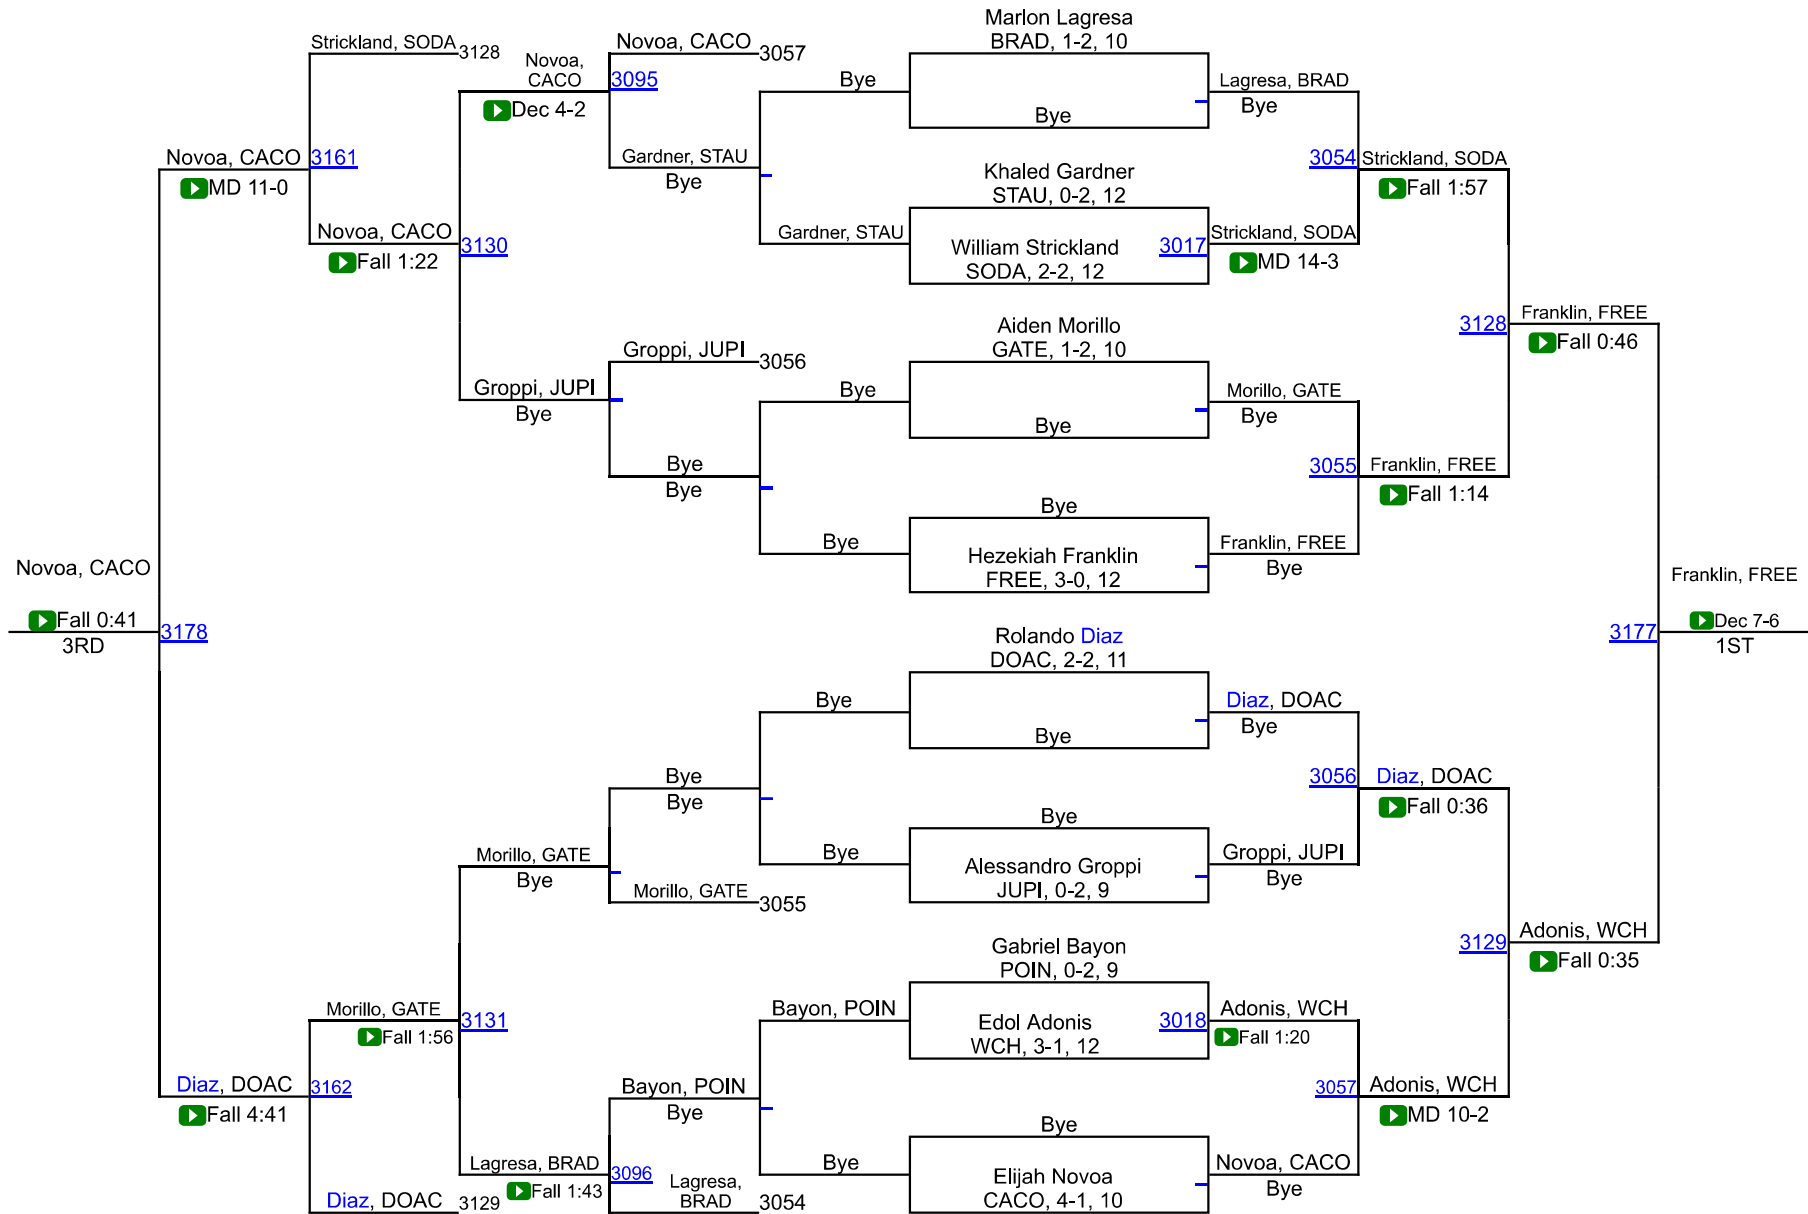 Marlon Lagresa
BRAD, 1-2, 10
Strickland, SODA
3128
Novoa, CACO
3057
Novoa,
CACO
3095
Dec 4-2
Bye
Lagresa, BRAD
Bye
Bye
Novoa, CACO
3161
MD 11-0
Gardner, STAU
Bye
Khaled Gardner
STAU, 0-2, 12
3054
Strickland, SODA
Fall 1:57
Novoa, CACO
3130
Fall 1:22
Gardner, STAU
William Strickland
SODA, 2-2, 12
3017
Strickland, SODA
MD 14-3
Aiden Morillo
GATE, 1-2, 10
3128
Franklin, FREE
Fall 0:46
Groppi, JUPI
3056
Groppi, JUPI
Bye
Bye
Morillo, GATE
Bye
Bye
Bye
Bye
3055
Franklin, FREE
Fall 1:14
Bye
Bye
Hezekiah Franklin
FREE, 3-0, 12
Franklin, FREE
Bye
Novoa, CACO
Fall 0:41
3RD
3178
Franklin, FREE
3177
Dec 7-6
1ST
Rolando Diaz
DOAC, 2-2, 11
Bye
Diaz, DOAC
Bye
Bye
Bye
Bye
3056
Diaz, DOAC
Fall 0:36
Bye
Morillo, GATE
Bye
Bye
Alessandro Groppi
JUPI, 0-2, 9
Groppi, JUPI
Bye
Morillo, GATE
3055
3129
Adonis, WCH
Fall 0:35
Gabriel Bayon
POIN, 0-2, 9
Morillo, GATE
3131
Fall 1:56
Bayon, POIN
Edol Adonis
WCH, 3-1, 12
3018
Adonis, WCH
Fall 1:20
Diaz, DOAC
3162
Fall 4:41
Bayon, POIN
Bye
3057
Adonis, WCH
MD 10-2
Bye
Lagresa, BRAD
3096
Fall 1:43
Bye
Elijah Novoa
CACO, 4-1, 10
Novoa, CACO
Bye
Diaz, DOAC
3129
Lagresa,
BRAD
3054